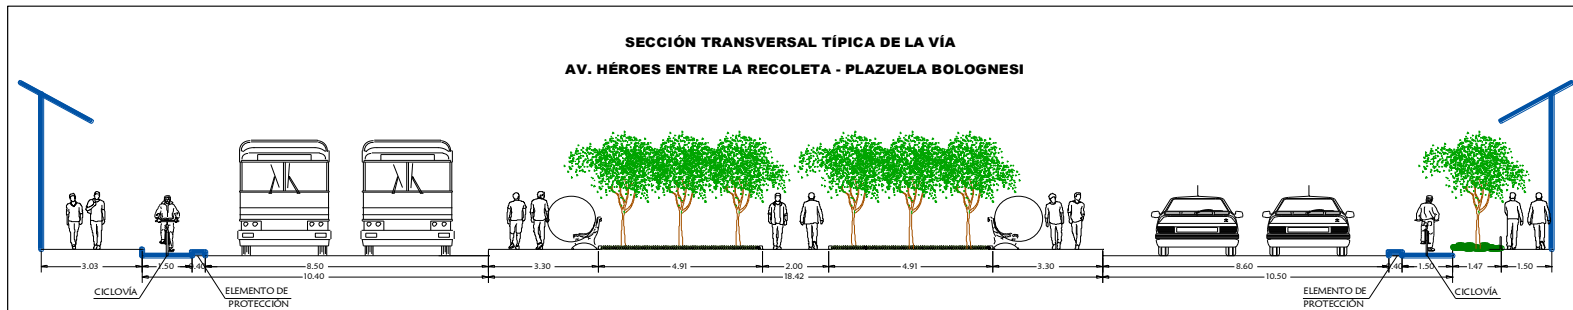 SECCIÓN TRANSVERSAL TÍPICA DE LA VÍA
AV. HÉROES ENTRE LA RECOLETA - PLAZUELA BOLOGNESI
3.03 1.50 0.40 8.50 3.30 4.91 2.00 4.91 3.30 8.60 0.40 1.50 1.47 1.50
10.40 18.42 10.50
CICLOVÍA
ELEMENTO DE
PROTECCIÓN
ELEMENTO DE
PROTECCIÓN
CICLOVÍA